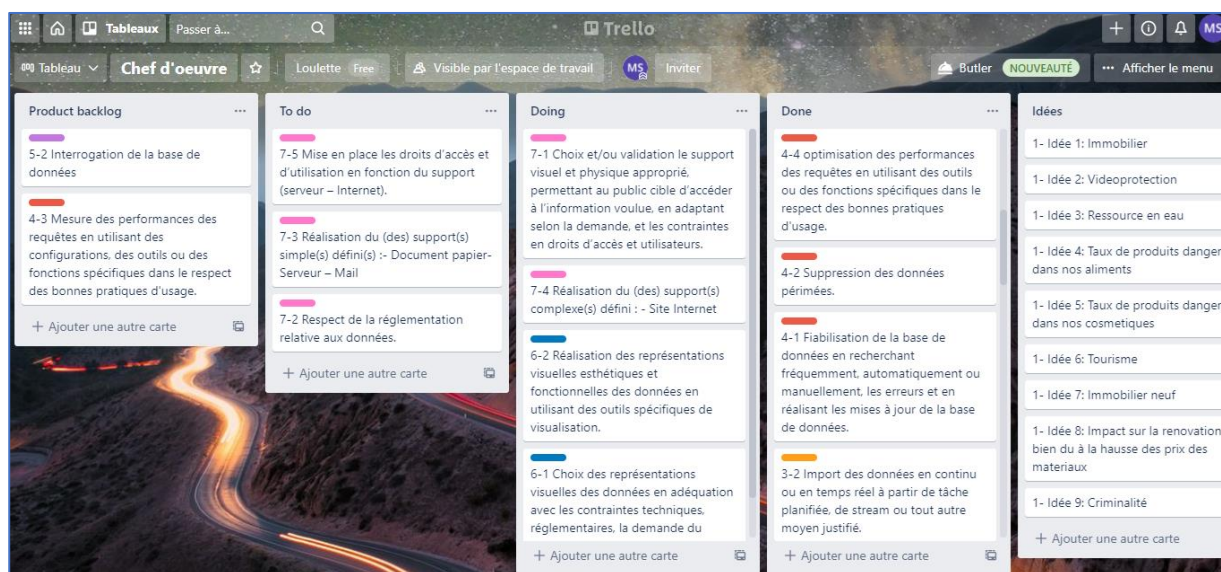 Tableaux
Passer à...
Trello
MS
Tableau
Chef d'oeuvre
Loulette Free
Visible par l'espace de travail
MS
Inviter
Butler NOUVEAUTÉ
Afficher le menu
Product backlog
5-2 Interrogation de la base de
données
4-3 Mesure des performances des
requêtes en utilisant des
configurations, des outils ou des
fonctions spécifiques dans le respect
des bonnes pratiques d'usage.
+ Ajouter une autre carte
To do
7-5 Mise en place les droits d'accès et
d'utilisation en fonction du support
(serveur – Internet).
7-3 Réalisation du (des) support(s)
simple(s) défini(s) :- Document papier-
Serveur – Mail
7-2 Respect de la réglementation
relative aux données.
+ Ajouter une autre carte
Doing
7-1 Choix et/ou validation le support
visuel et physique approprié,
permettant au public cible d'accéder
à l'information voulue, en adaptant
selon la demande, et les contraintes
en droits d'accès et utilisateurs.
7-4 Réalisation du (des) support(s)
complexe(s) défini : - Site Internet
6-2 Réalisation des représentations
visuelles esthétiques et
fonctionnelles des données en
utilisant des outils spécifiques de
visualisation.
6-1 Choix des représentations
visuelles des données en adéquation
avec les contraintes techniques,
réglementaires, la demande du
+ Ajouter une autre carte
Done
4-4 optimisation des performances
des requêtes en utilisant des outils
ou des fonctions spécifiques dans le
respect des bonnes pratiques
d'usage.
4-2 Suppression des données
périmées.
4-1 Fiabilisation de la base de
données en recherchant
fréquemment, automatiquement ou
manuellement, les erreurs et en
réalisant les mises à jour de la base
de données.
3-2 Import des données en continu
ou en temps réel à partir de tâche
planifiée, de stream ou tout autre
moyen justifié.
+ Ajouter une autre carte
Idées
1- Idée 1: Immobilier
1- Idée 2: Videoprotection
1- Idée 3: Ressource en eau
1- Idée 4: Taux de produits danger
dans nos aliments
1- Idée 5: Taux de produits danger
dans nos cosmetiques
1- Idée 6: Tourisme
1- Idée 7: Immobilier neuf
1- Idée 8: Impact sur la renovation
bien du à la hausse des prix des
materiaux
1- Idée 9: Criminalité
+ Ajouter une autre carte